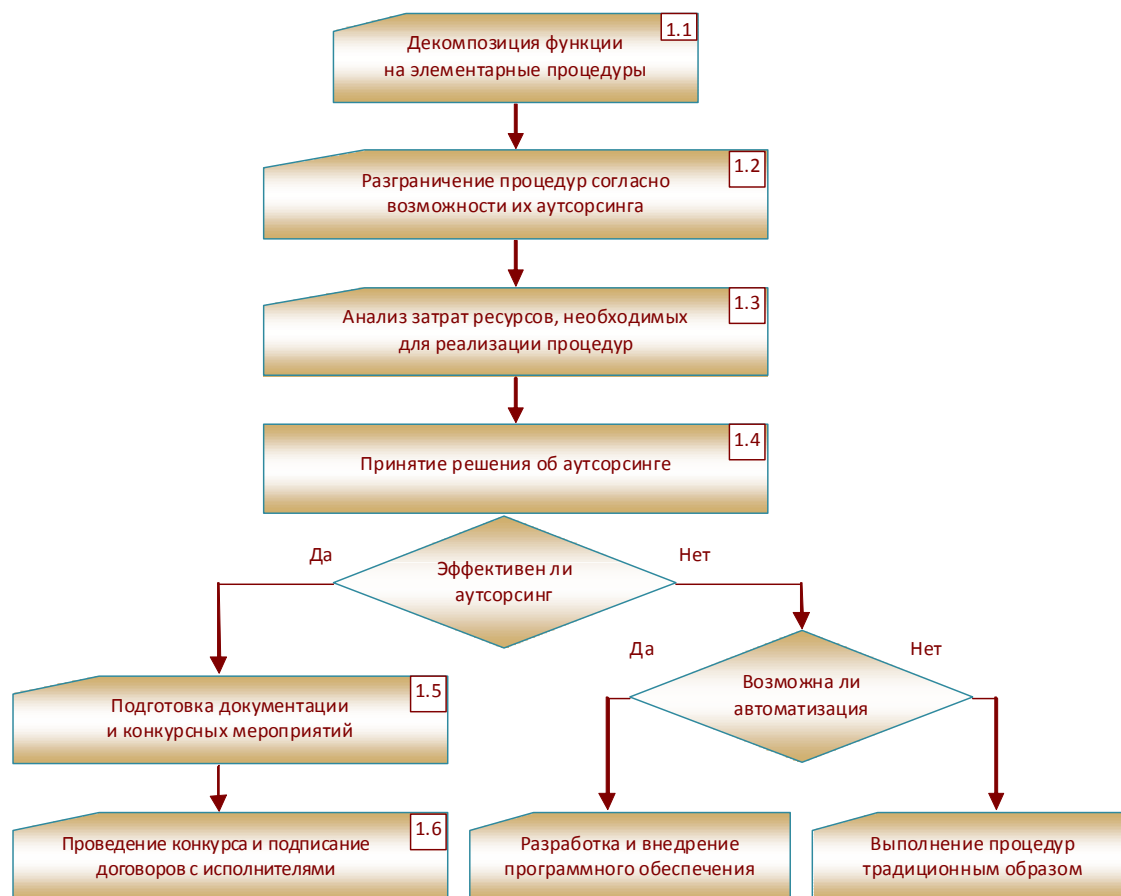 1.1
Декомпозиция функции
на элементарные процедуры
1.2
Разграничение процедур согласно
возможности их аутсорсинга
1.3
Анализ затрат ресурсов, необходимых
для реализации процедур
1.4
Принятие решения об аутсорсинге
Да
Нет
Эффективен ли
аутсорсинг
Да
Нет
Возможна ли
автоматизация
1.5
Подготовка документации
и конкурсных мероприятий
1.6
Проведение конкурса и подписание
договоров с исполнителями
Разработка и внедрение
программного обеспечения
Выполнение процедур
традиционным образом